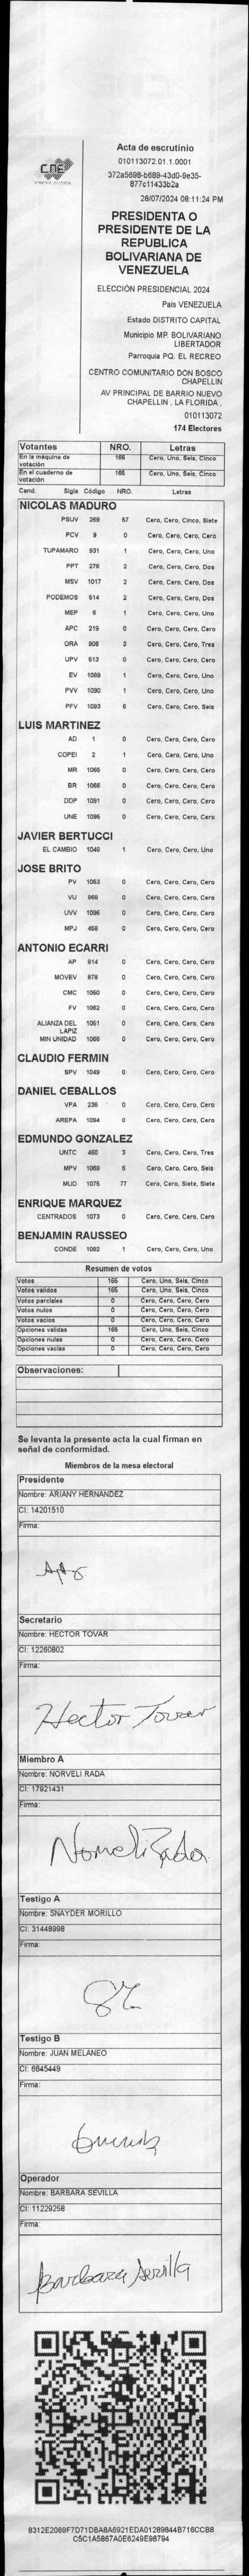 CNE
Acta de escrutinio
010113072.01.1.0001
372a5698-b689-43d0-9e35-
877c11433b2a
28/07/2024 08:11:24 PM
PRESIDENTA O
PRESIDENTE DE LA
REPUBLICA
BOLIVARIANA DE
VENEZUELA
ELECCIÓN PRESIDENCIAL 2024
País VENEZUELA
Estado DISTRITO CAPITAL
Municipio MP. BOLIVARIANO
LIBERTADOR
Parroquia PQ. EL RECREO
CENTRO COMUNITARIO DON BOSCO
CHAPELLIN
AV PRINCIPAL DE BARRIO NUEVO
CHAPELLIN , LA FLORIDA ,
010113072
174 Electores
Votantes NRO. Letras
En la máquina de votación 165 Cero, Uno, Seis, Cinco
En el cuaderno de votación 165 Cero, Uno, Seis, Cinco
Cand. Sigla Código NRO. Letras
NICOLAS MADURO
PSUV 269 57 Cero, Cero, Cinco, Siete
PCV 9 0 Cero, Cero, Cero, Cero
TUPAMARO 931 1 Cero, Cero, Cero, Uno
PPT 276 2 Cero, Cero, Cero, Dos
MSV 1017 2 Cero, Cero, Cero, Dos
PODEMOS 514 2 Cero, Cero, Cero, Dos
MEP 6 1 Cero, Cero, Cero, Uno
APC 219 0 Cero, Cero, Cero, Cero
ORA 906 3 Cero, Cero, Cero, Tres
UPV 513 0 Cero, Cero, Cero, Cero
EV 1089 1 Cero, Cero, Cero, Uno
PVV 1090 1 Cero, Cero, Cero, Uno
PFV 1093 6 Cero, Cero, Cero, Seis
LUIS MARTINEZ
AD 1 0 Cero, Cero, Cero, Cero
COPEI 2 1 Cero, Cero, Cero, Uno
MR 1065 0 Cero, Cero, Cero, Cero
BR 1066 0 Cero, Cero, Cero, Cero
DDP 1091 0 Cero, Cero, Cero, Cero
UNE 1095 0 Cero, Cero, Cero, Cero
JAVIER BERTUCCI
EL CAMBIO 1048 1 Cero, Cero, Cero, Uno
JOSE BRITO
PV 1053 0 Cero, Cero, Cero, Cero
VU 868 0 Cero, Cero, Cero, Cero
UVV 1096 0 Cero, Cero, Cero, Cero
MPJ 458 0 Cero, Cero, Cero, Cero
ANTONIO ECARRI
AP 814 0 Cero, Cero, Cero, Cero
MOVEV 878 0 Cero, Cero, Cero, Cero
CMC 1060 0 Cero, Cero, Cero, Cero
FV 1062 0 Cero, Cero, Cero, Cero
ALIANZA DEL LAPIZ 1051 0 Cero, Cero, Cero, Cero
MIN UNIDAD 1068 0 Cero, Cero, Cero, Cero
CLAUDIO FERMIN
SPV 1049 0 Cero, Cero, Cero, Cero
DANIEL CEBALLOS
VPA 236 0 Cero, Cero, Cero, Cero
AREPA 1094 0 Cero, Cero, Cero, Cero
EDMUNDO GONZALEZ
UNTC 460 3 Cero, Cero, Cero, Tres
MPV 1069 6 Cero, Cero, Cero, Seis
MUD 1075 77 Cero, Cero, Siete, Siete
ENRIQUE MARQUEZ
CENTRADOS 1073 0 Cero, Cero, Cero, Cero
BENJAMIN RAUSSEO
CONDE 1092 1 Cero, Cero, Cero, Uno
Resumen de votos
Votos 165 Cero, Uno, Seis, Cinco
Votos validos 165 Cero, Uno, Seis, Cinco
Votos parciales 0 Cero, Cero, Cero, Cero
Votos nulos 0 Cero, Cero, Cero, Cero
Votos vacios 0 Cero, Cero, Cero, Cero
Opciones validas 165 Cero, Uno, Seis, Cinco
Opciones nulas 0 Cero, Cero, Cero, Cero
Opciones vacias 0 Cero, Cero, Cero, Cero
Observaciones:
Se levanta la presente acta la cual firman en
señal de conformidad.
Miembros de la mesa electoral
Presidente
Nombre: ARIANY HERNANDEZ
CI: 14201510
Firma:
Secretario
Nombre: HECTOR TOVAR
CI: 12260802
Firma:
Hector Tovar
Miembro A
Nombre: NORVELI RADA
CI: 17921431
Firma:
Norveli Rada
Testigo A
Nombre: SNAYDER MORILLO
CI: 31448998
Firma:
Testigo B
Nombre: JUAN MELANEO
CI: 6845449
Firma:
Operador
Nombre: BARBARA SEVILLA
CI: 11229258
Firma:
Barbara Sevilla
8312E2069F7D71DBA8A6921EDA01289844B716CCB8
C5C1A5867A0E6249E98794